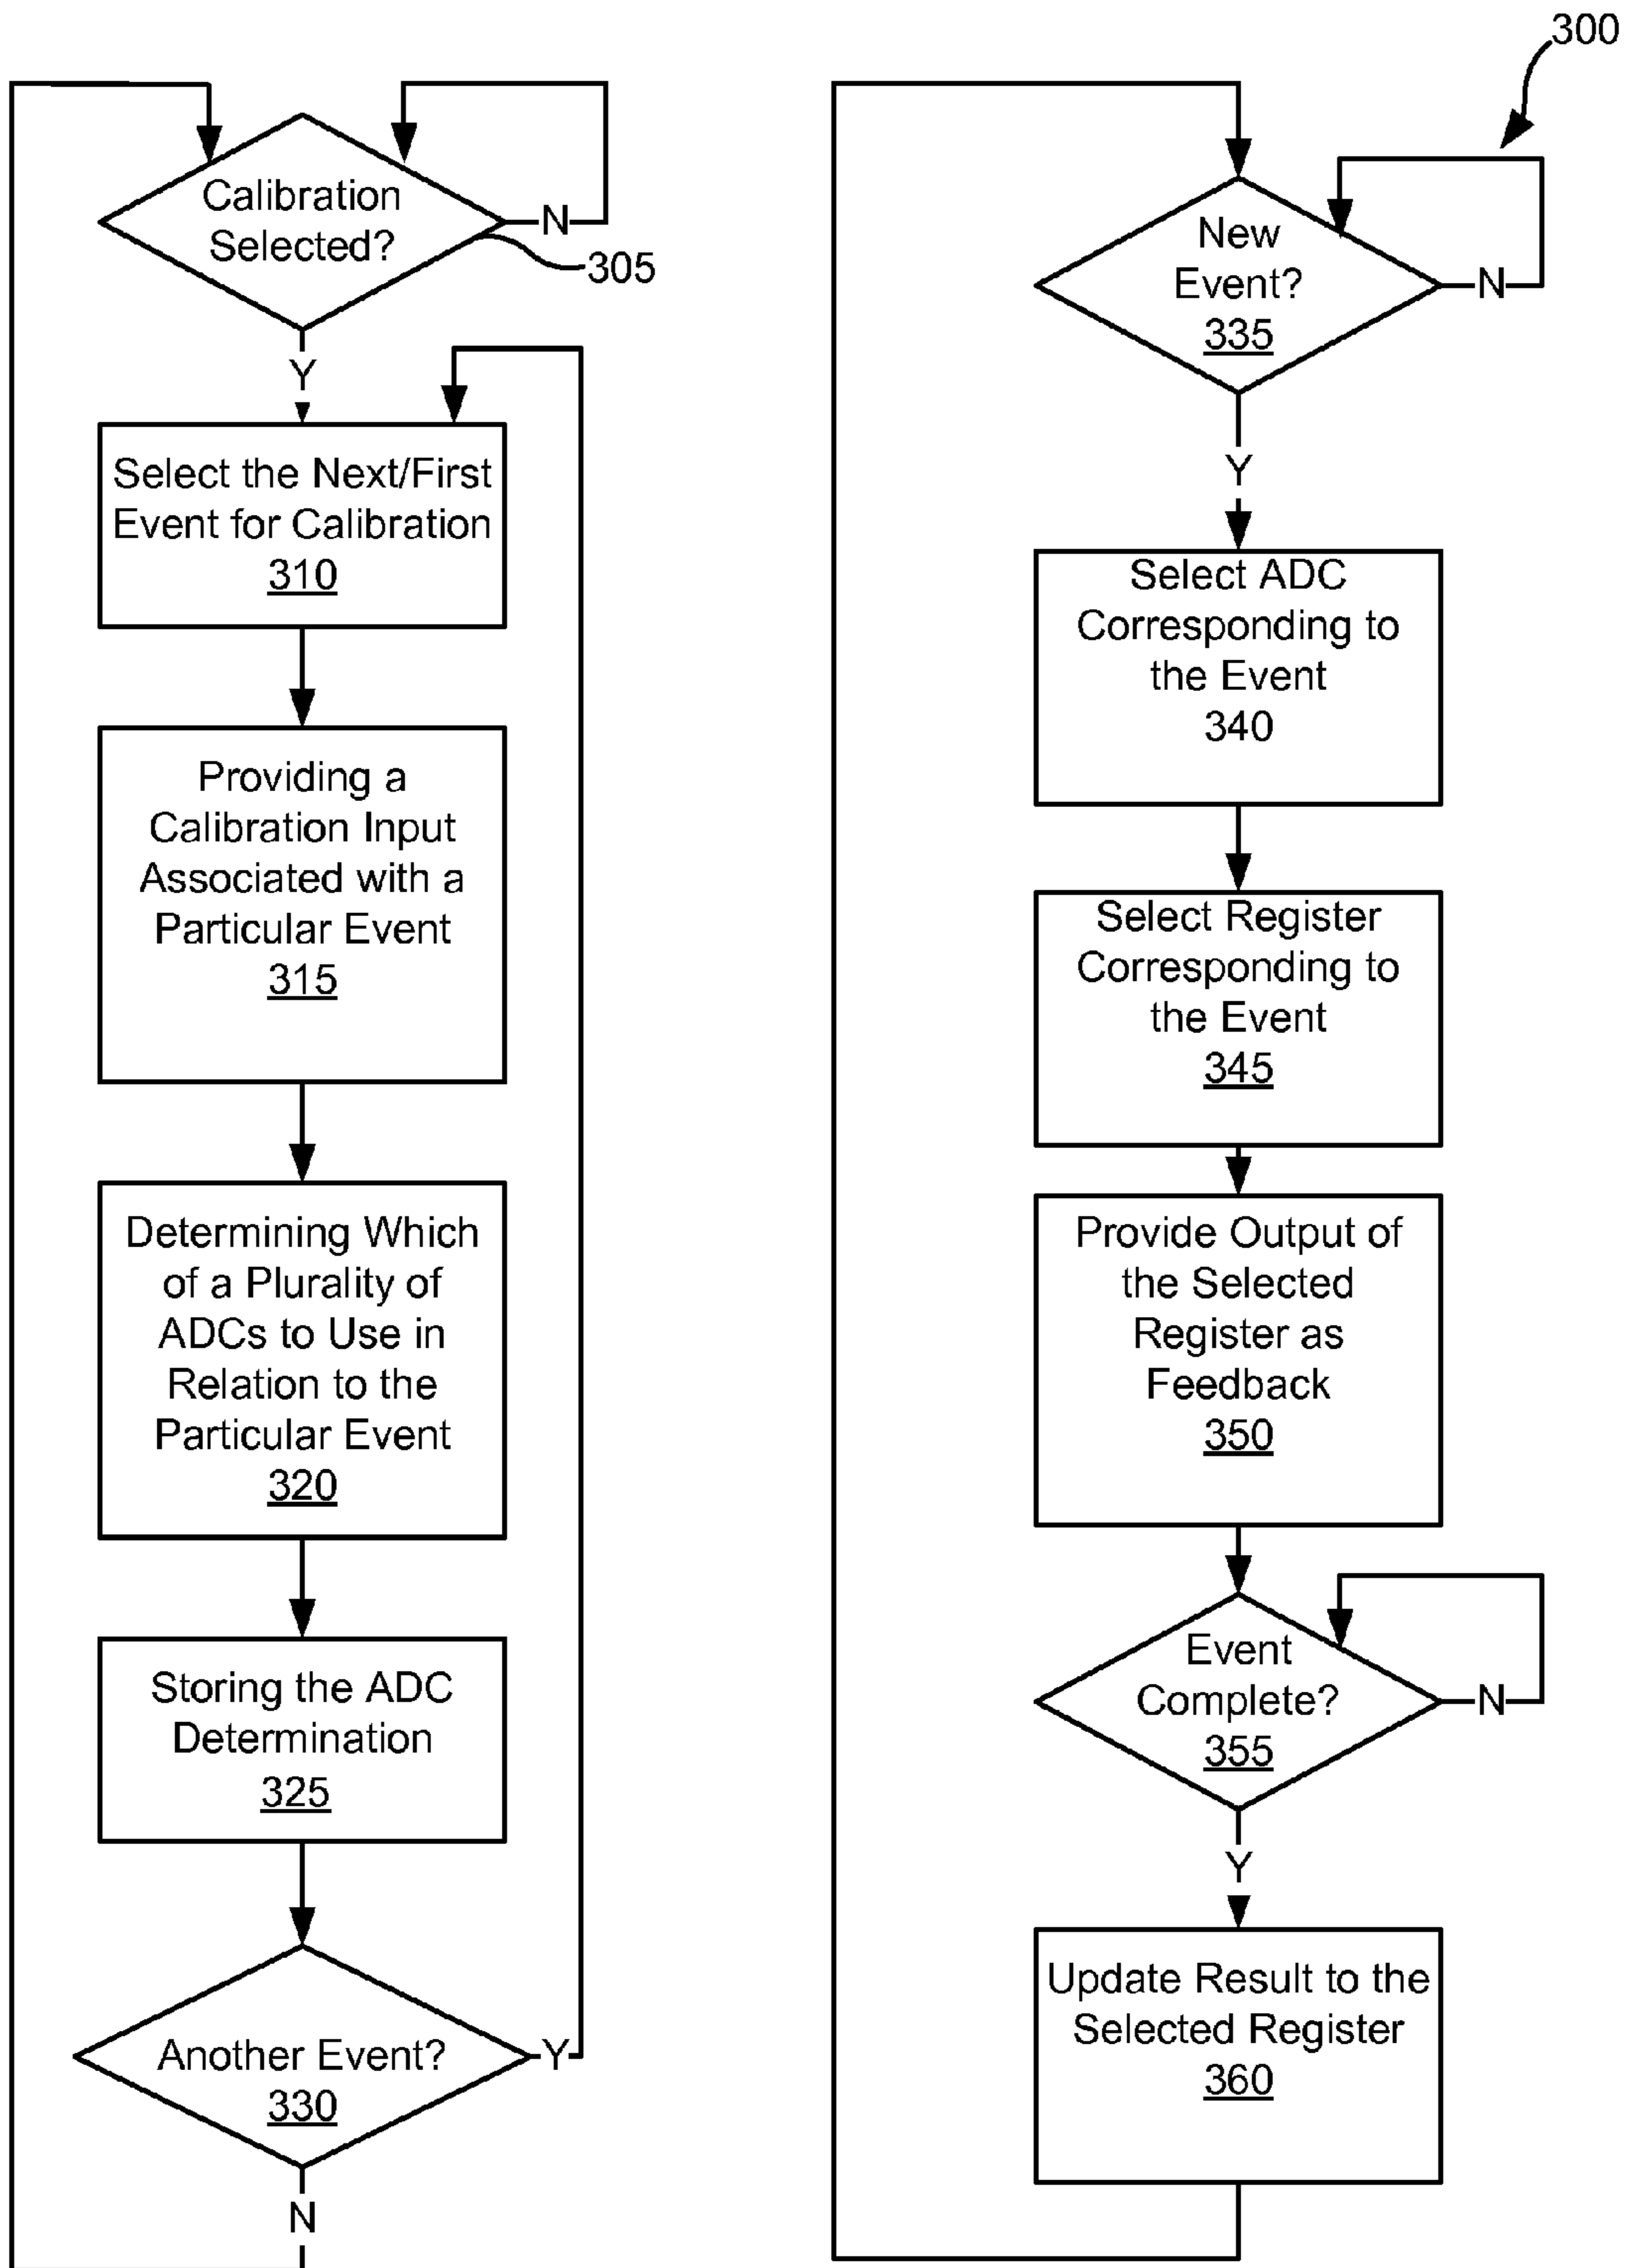 300
Calibration
Selected?
N
305
Y
Select the Next/First
Event for Calibration
310
Providing a
Calibration Input
Associated with a
Particular Event
315
Determining Which
of a Plurality of
ADCs to Use in
Relation to the
Particular Event
320
Storing the ADC
Determination
325
Another Event?
330
Y
N
New
Event?
335
N
Y
Select ADC
Corresponding to
the Event
340
Select Register
Corresponding to
the Event
345
Provide Output of
the Selected
Register as
Feedback
350
Event
Complete?
355
N
Y
Update Result to the
Selected Register
360